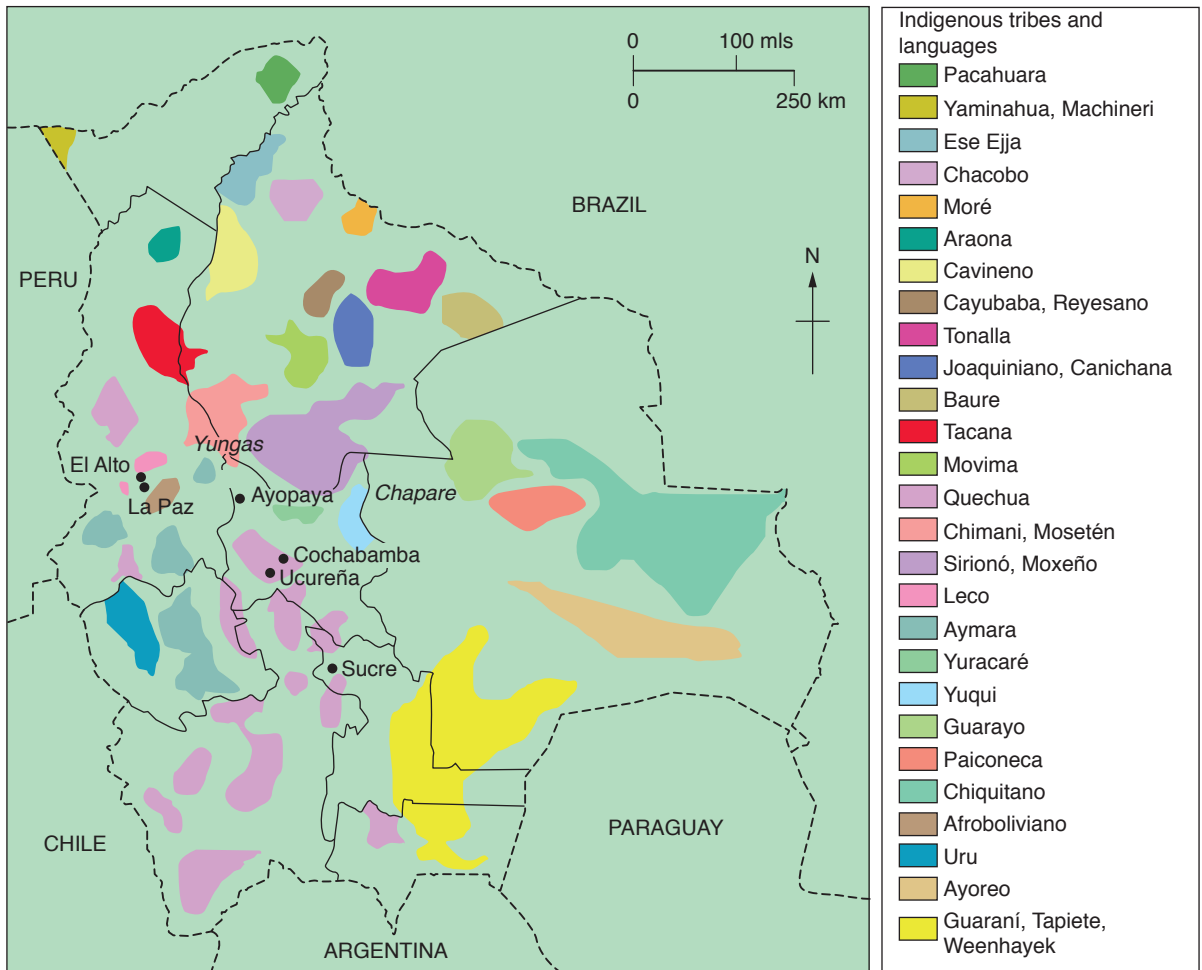 0 100 mls
0 250 km
BRAZIL
PERU
N
Yungas
El Alto
La Paz
Ayopaya
Chapare
Cochabamba
Ucureña
Sucre
CHILE
PARAGUAY
ARGENTINA
Indigenous tribes and
languages
Pacahuara
Yaminahua, Machineri
Ese Ejja
Chacobo
Moré
Araona
Cavineno
Cayubaba, Reyesano
Tonalla
Joaquiniano, Canichana
Baure
Tacana
Movima
Quechua
Chimani, Mosetén
Sirionó, Moxeño
Leco
Aymara
Yuracaré
Yuqui
Guarayo
Paiconeca
Chiquitano
Afroboliviano
Uru
Ayoreo
Guaraní, Tapiete,
Weenhayek